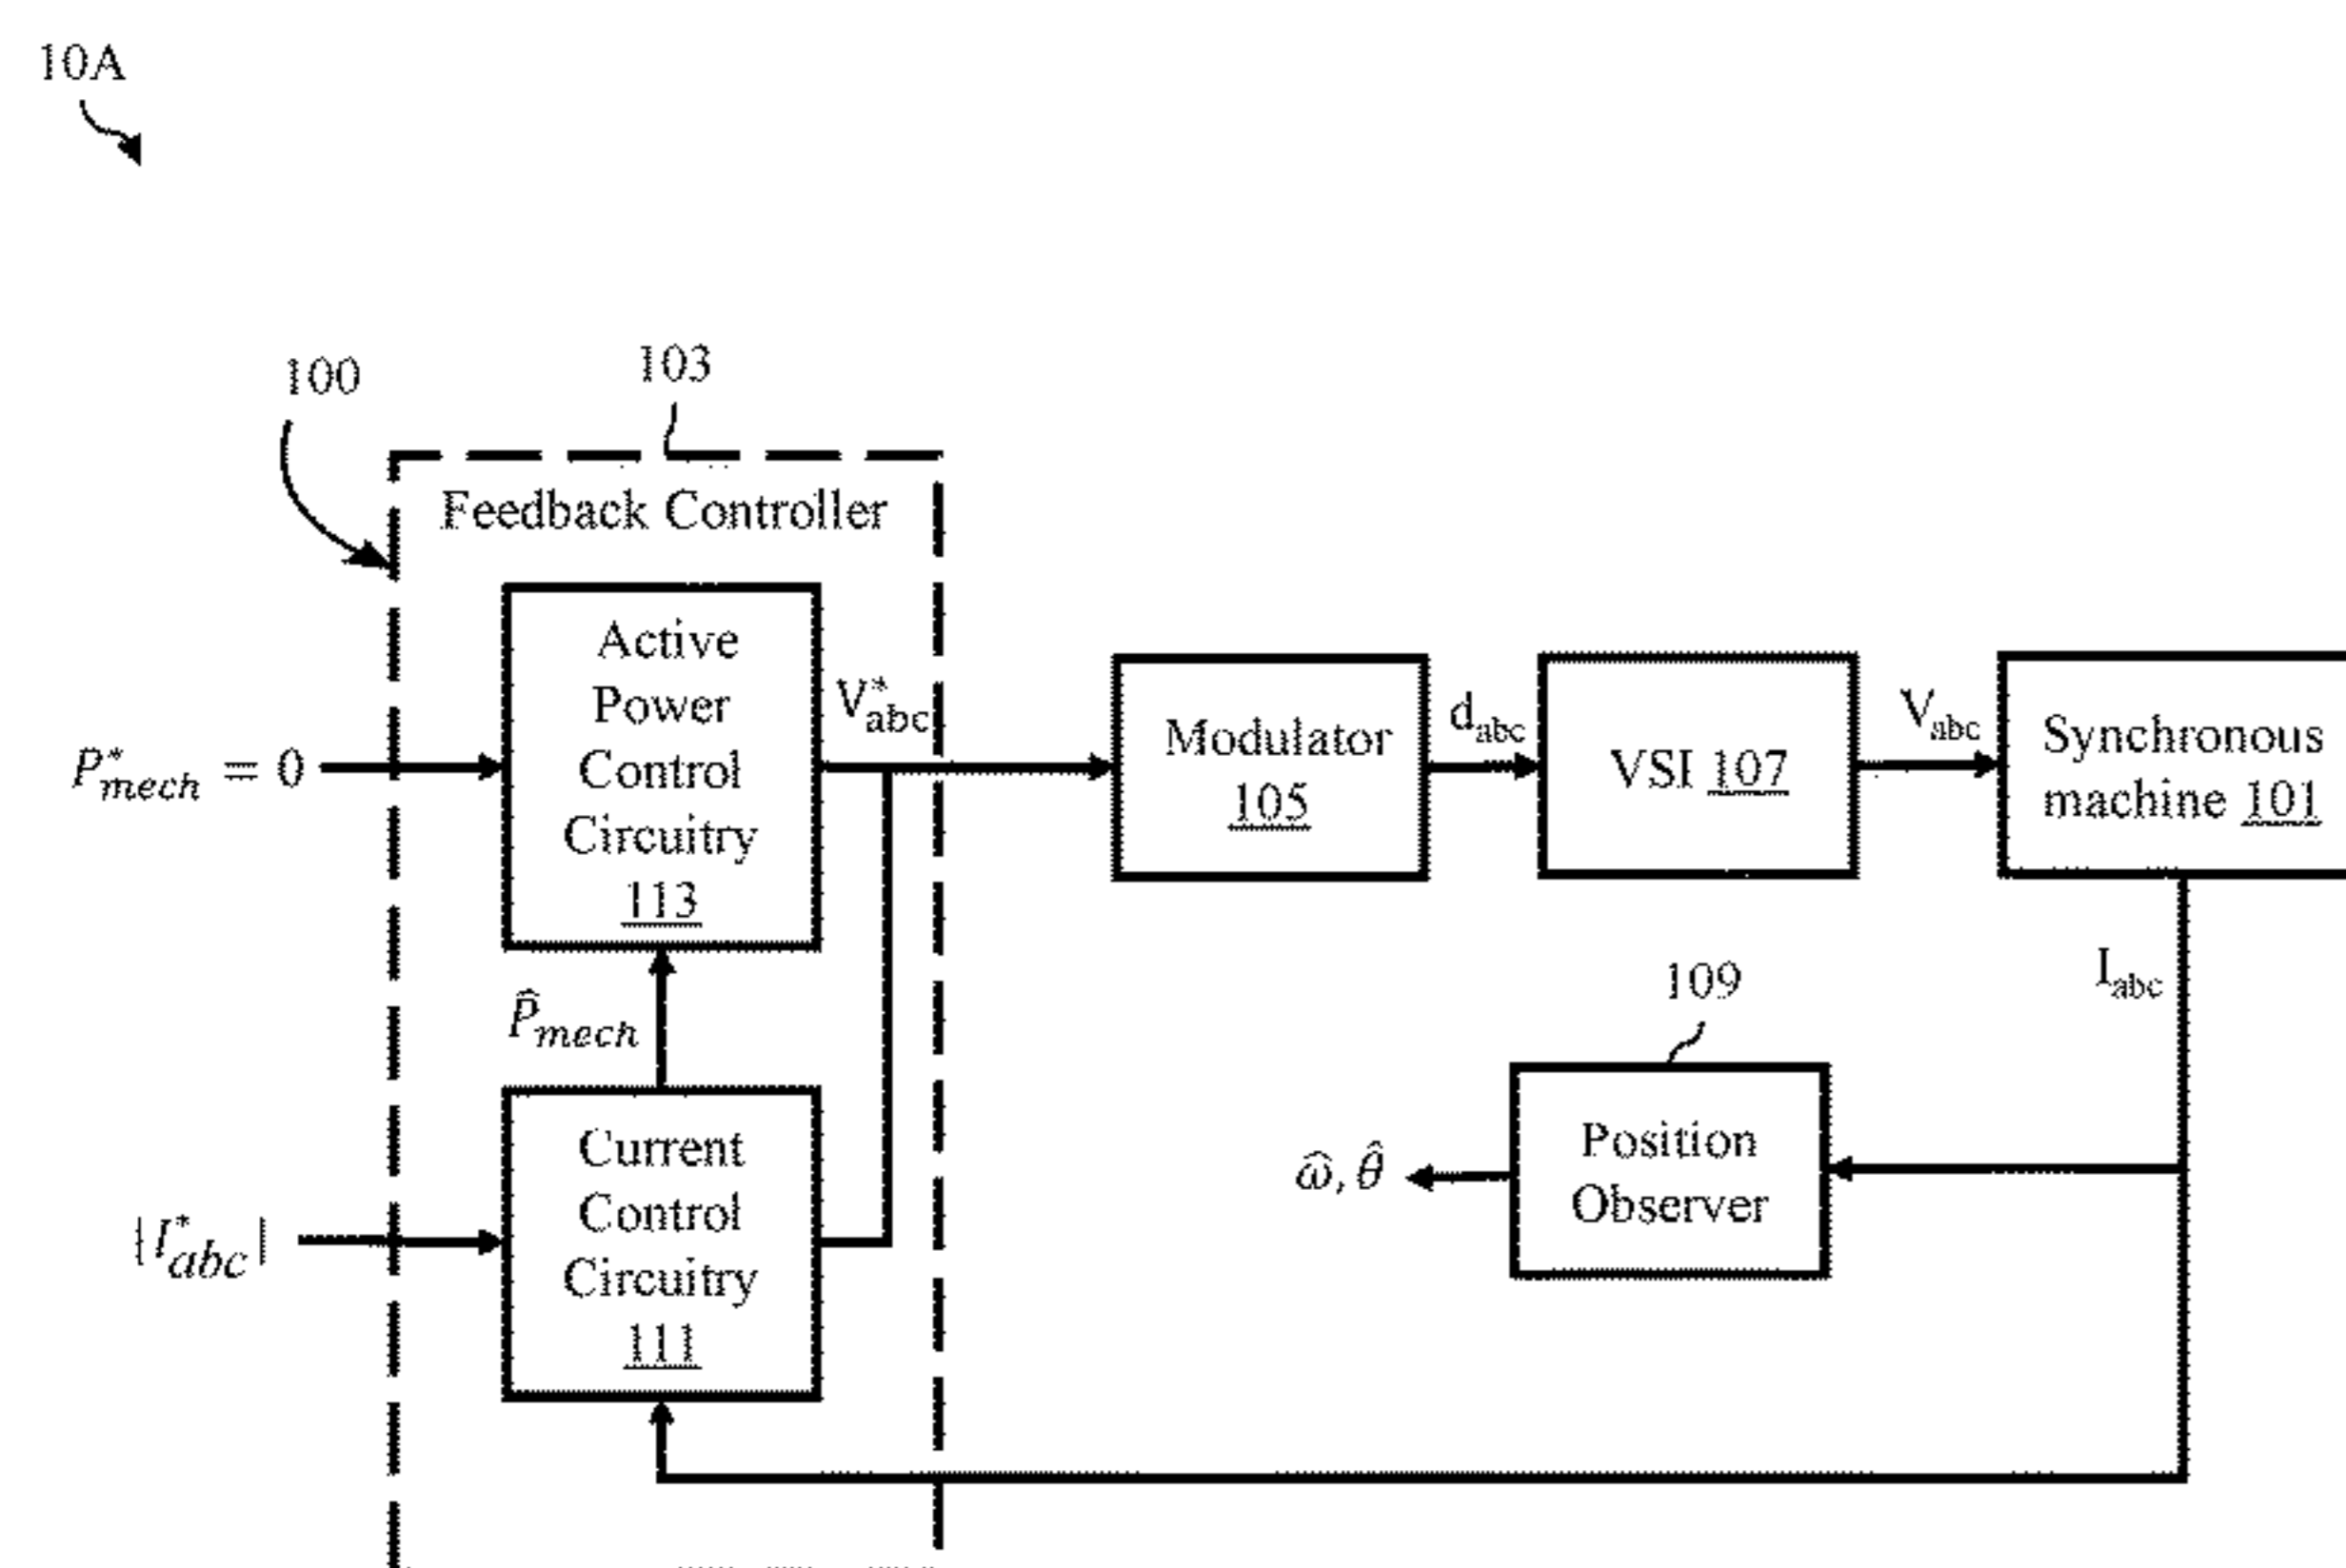 10A
100
103
Feedback Controller
Active
Power
Control
Circuitry
113
P*mech = 0
V*abc
Modulator
105
dabc
VSI 107
Vabc
Synchronous
machine 101
Iabc
P̂mech
109
Position
Observer
ω̂, θ̂
|I*abc|
Current
Control
Circuitry
111